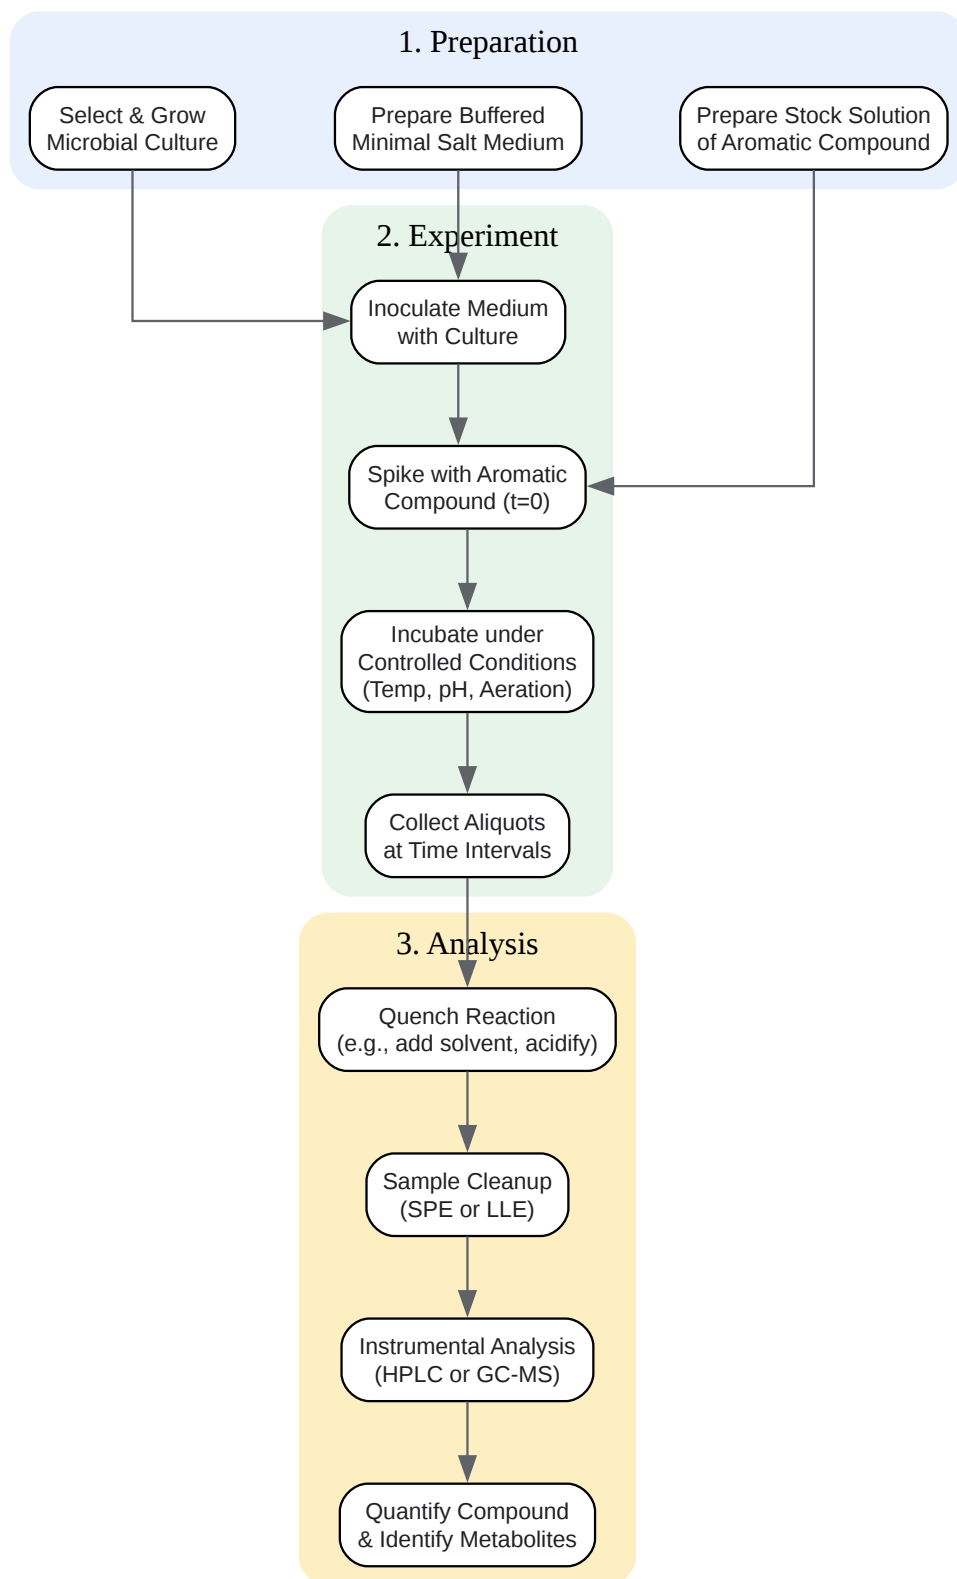 1. Preparation
Select & Grow
Microbial Culture
Prepare Buffered
Minimal Salt Medium
Prepare Stock Solution
of Aromatic Compound
2. Experiment
Inoculate Medium
with Culture
Spike with Aromatic
Compound (t=0)
Incubate under
Controlled Conditions
(Temp, pH, Aeration)
Collect Aliquots
at Time Intervals
3. Analysis
Quench Reaction
(e.g., add solvent, acidify)
Sample Cleanup
(SPE or LLE)
Instrumental Analysis
(HPLC or GC-MS)
Quantify Compound
& Identify Metabolites